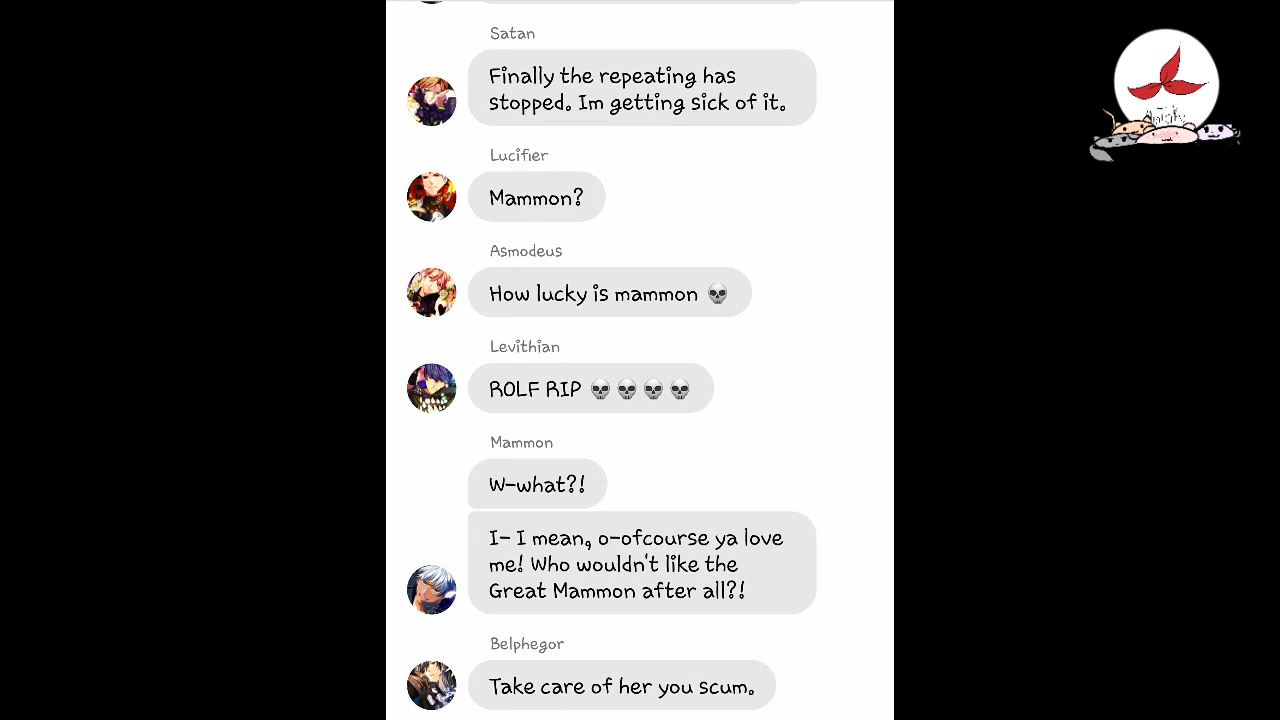 Satan
Finally the repeating has
stopped. Im getting sick of it.
Lucifier
Mammon?
Asmodeus
How lucky is mammon 💀
Levithian
ROLF RIP 💀💀💀💀
Mammon
W-what?!
I- I mean, o-ofcourse ya love
me! Who wouldn't like the
Great Mammon after all?!
Belphegor
Take care of her you scum.